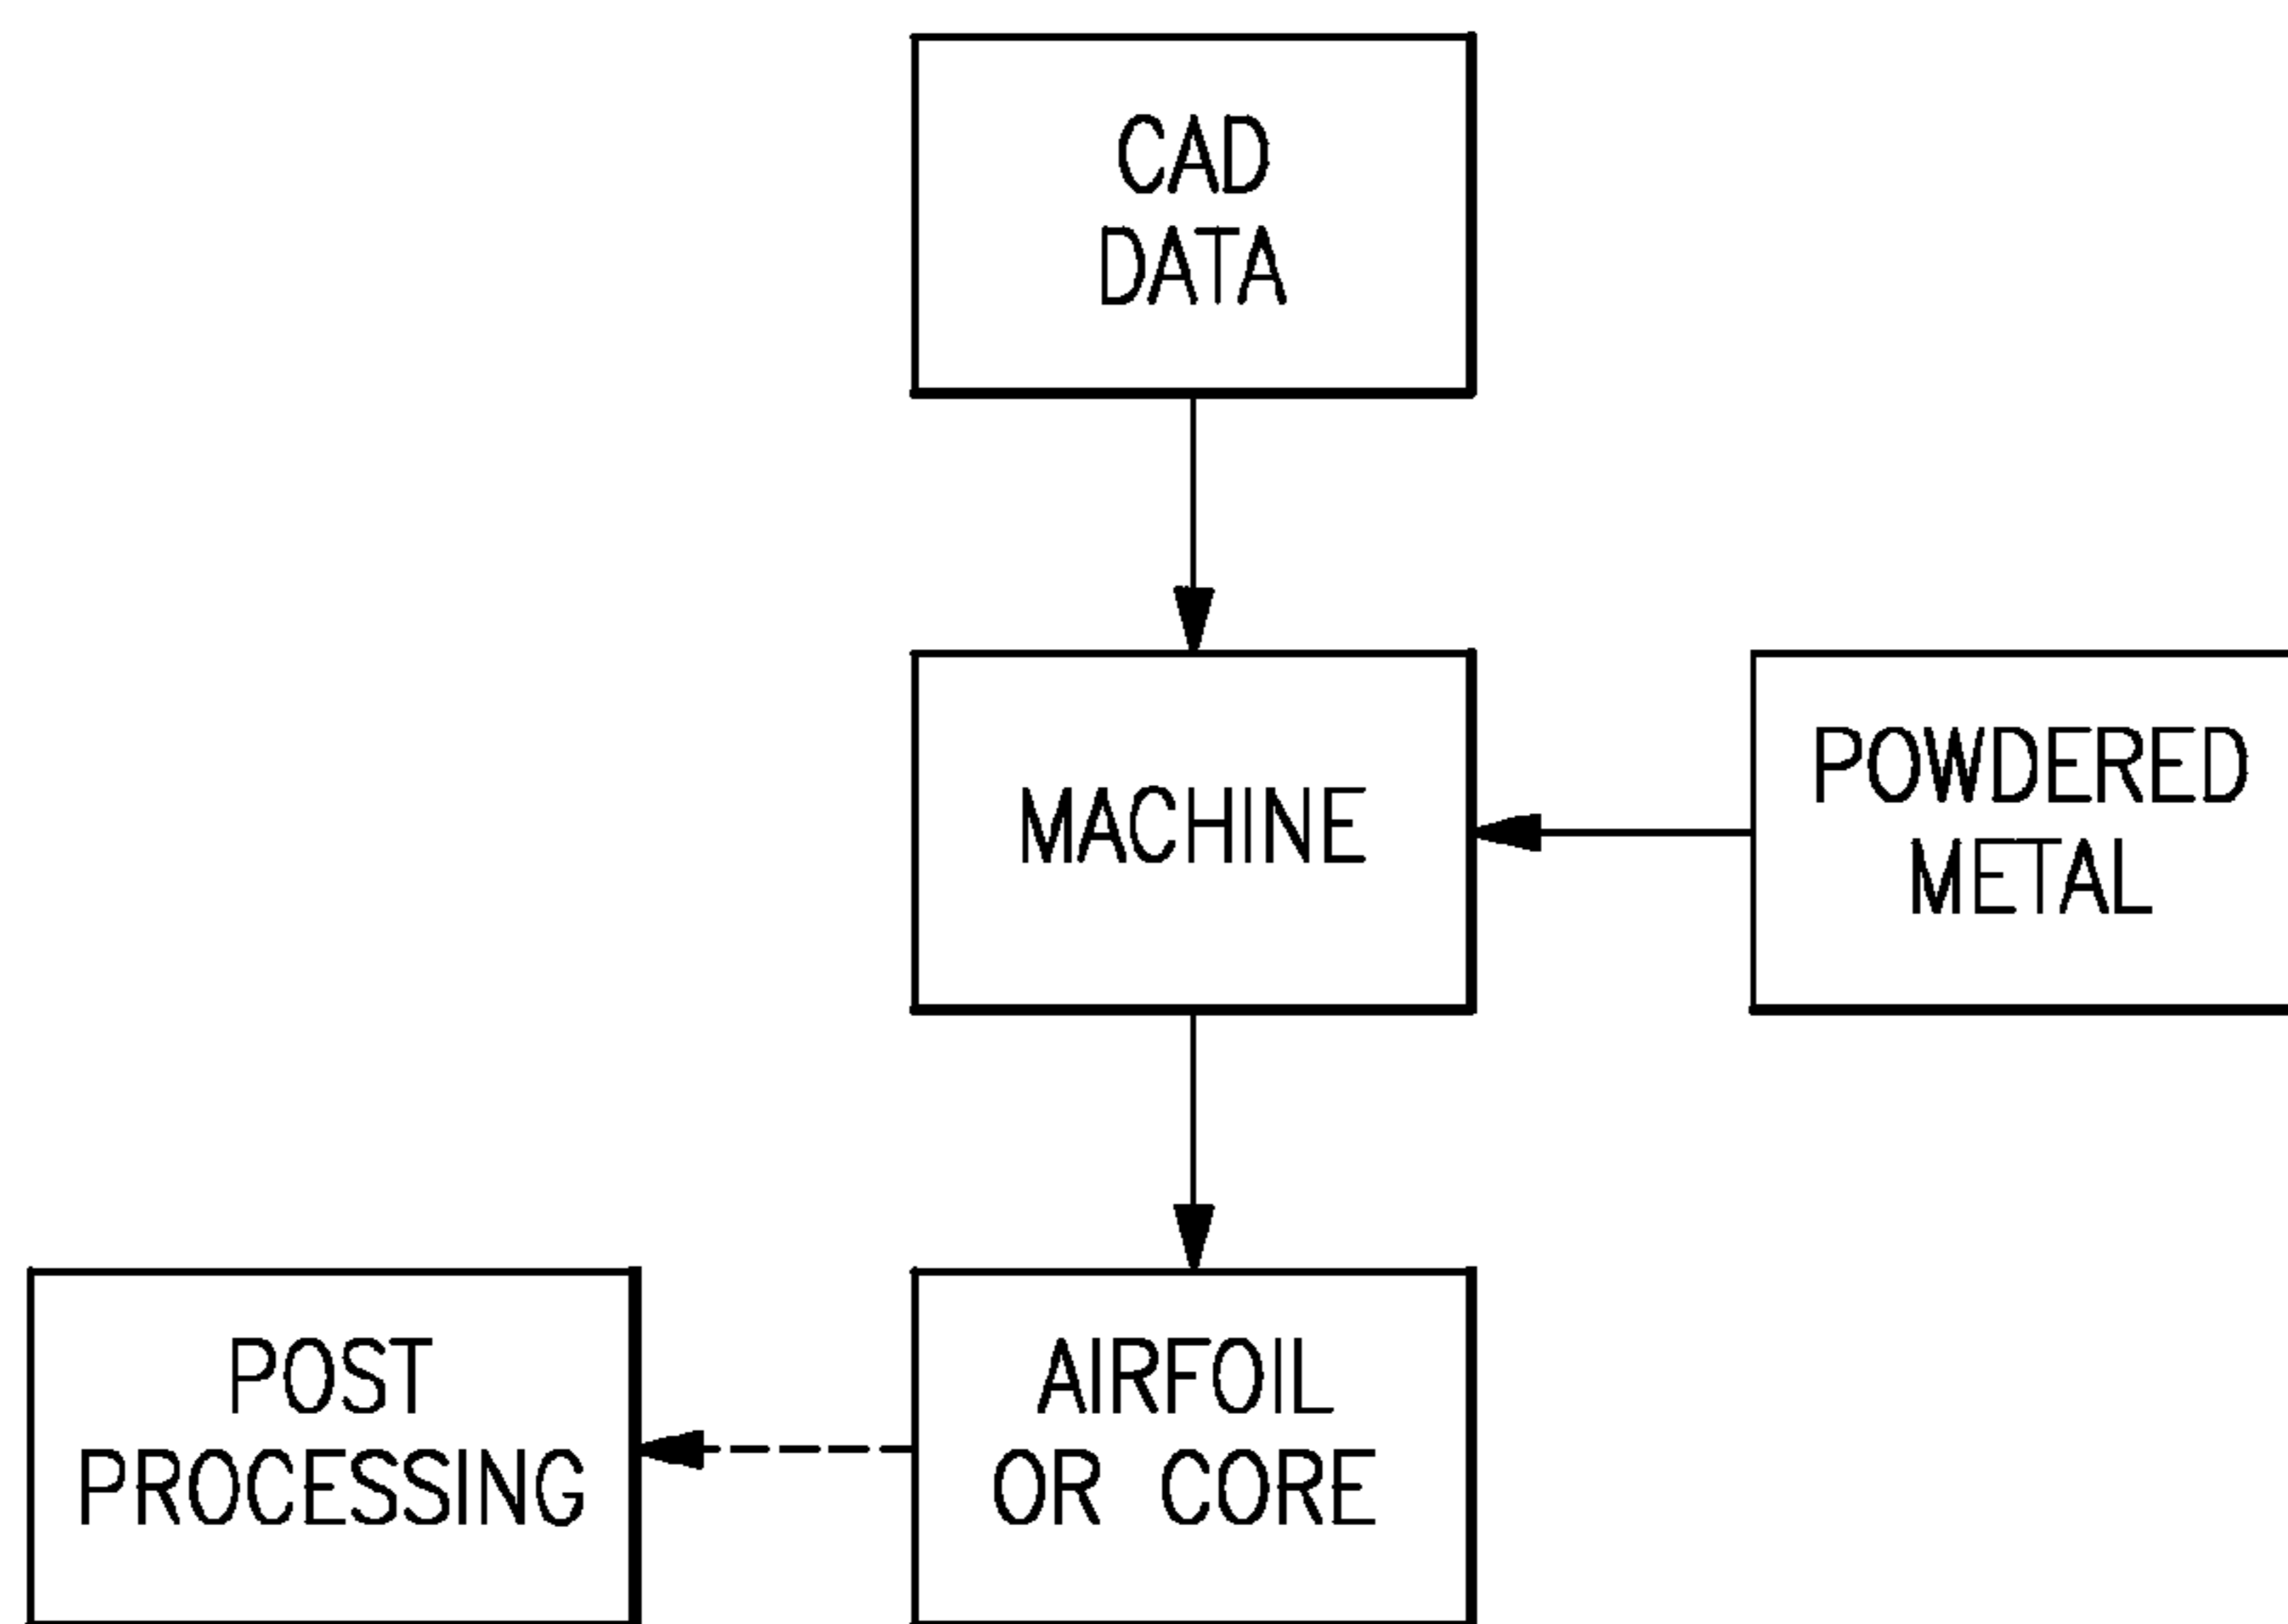 CAD
DATA
MACHINE
POWDERED
METAL
POST
PROCESSING
AIRFOIL
OR CORE